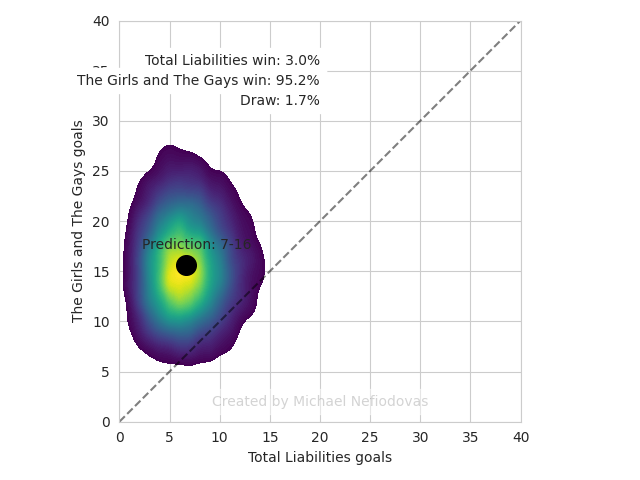 40
35
30
25
20
15
10
5
0
The Girls and The Gays goals
Total Liabilities win: 3.0%
The Girls and The Gays win: 95.2%
Draw: 1.7%
Prediction: 7-16
Created by Michael Nefiodovas
0 5 10 15 20 25 30 35 40
Total Liabilities goals